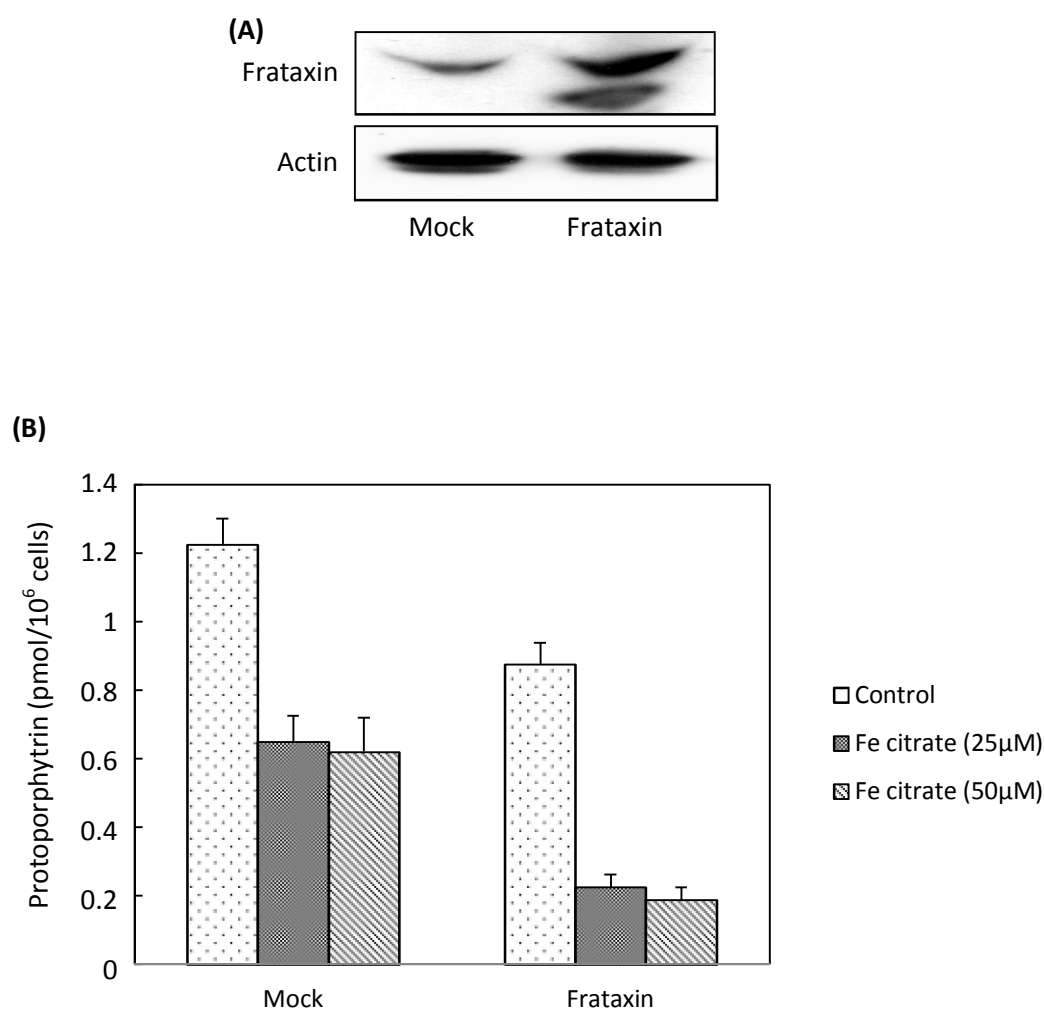 (A)
Frataxin
Actin
Mock Frataxin
(B)
Protoporphytrin (pmol/10⁶ cells)
1.4
1.2
1
0.8
0.6
0.4
0.2
0
Mock Frataxin
Control
Fe citrate (25μM)
Fe citrate (50μM)